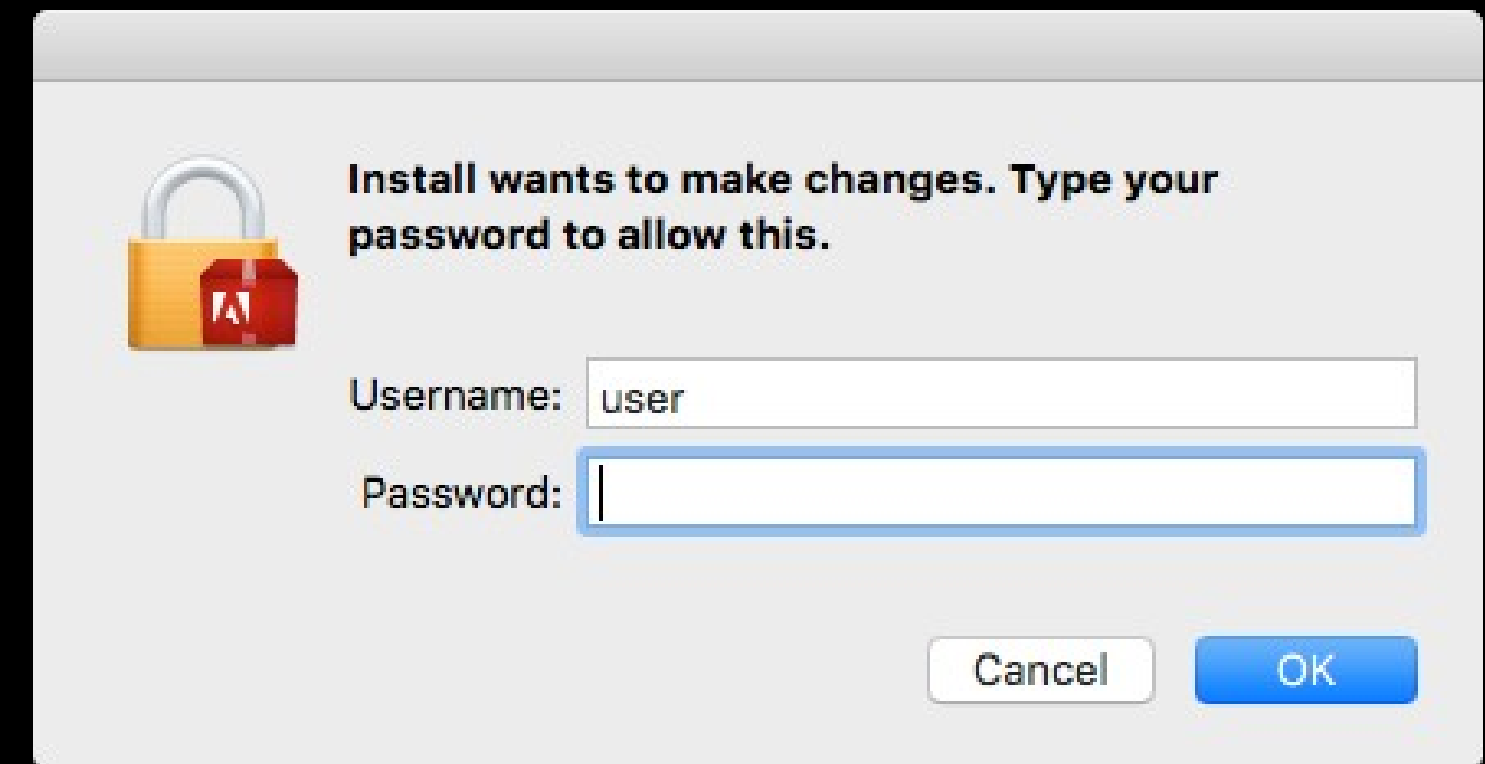 Install wants to make changes. Type your
password to allow this.
Username: user
Password:
Cancel OK